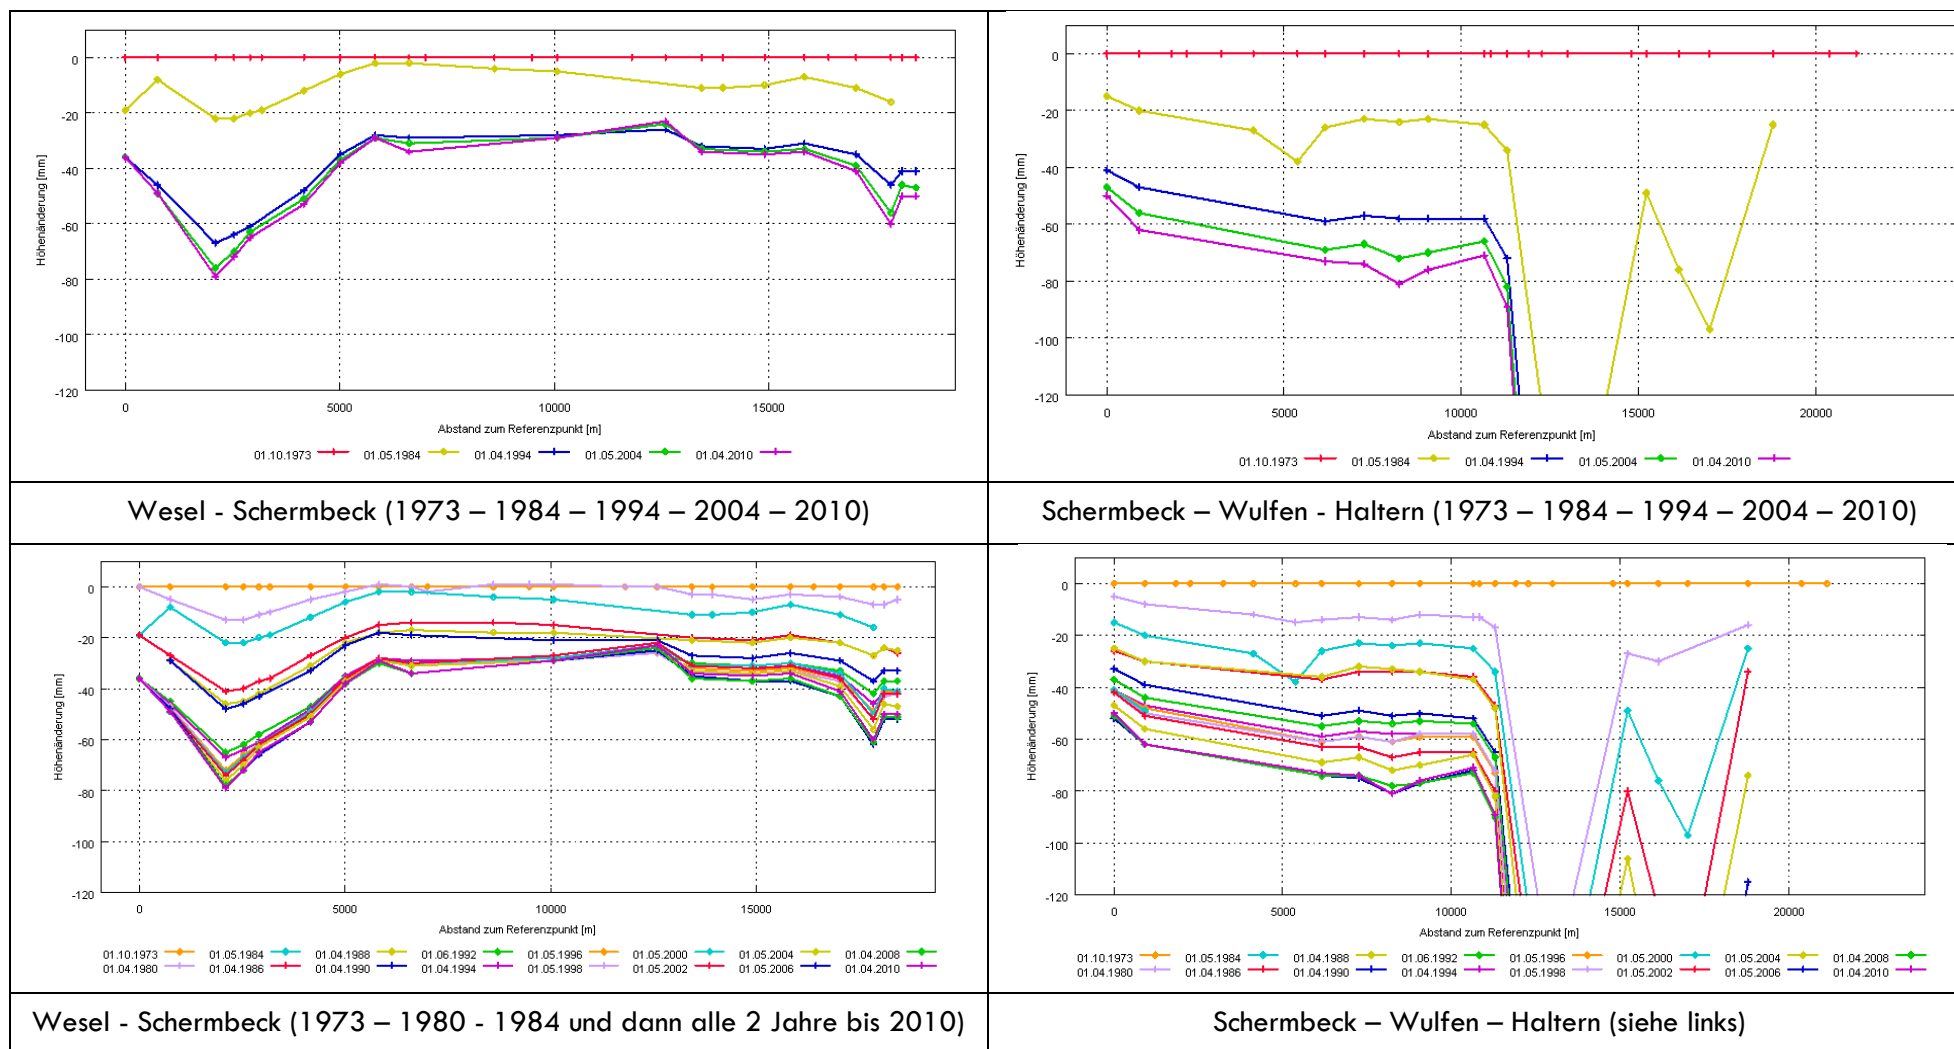 0
-20
-40
-60
-80
-100
-120
Höhenänderung [mm]
0 5000 10000 15000
Abstand zum Referenzpunkt [m]
01.10.1973 01.05.1984 01.04.1994 01.05.2004 01.04.2010
Wesel - Schermbeck (1973 – 1984 – 1994 – 2004 – 2010)
0
-20
-40
-60
-80
-100
-120
Höhenänderung [mm]
0 5000 10000 15000 20000
Abstand zum Referenzpunkt [m]
01.10.1973 01.05.1984 01.04.1994 01.05.2004 01.04.2010
Schermbeck – Wulfen - Haltern (1973 – 1984 – 1994 – 2004 – 2010)
0
-20
-40
-60
-80
-100
-120
Höhenänderung [mm]
0 5000 10000 15000
Abstand zum Referenzpunkt [m]
01.10.1973 01.05.1984 01.04.1988 01.06.1992 01.05.1996 01.05.2000 01.05.2004 01.04.2008
01.04.1980 01.04.1986 01.04.1990 01.04.1994 01.05.1998 01.05.2002 01.05.2006 01.04.2010
Wesel - Schermbeck (1973 – 1980 - 1984 und dann alle 2 Jahre bis 2010)
0
-20
-40
-60
-80
-100
-120
Höhenänderung [mm]
0 5000 10000 15000 20000
Abstand zum Referenzpunkt [m]
01.10.1973 01.05.1984 01.04.1988 01.06.1992 01.05.1996 01.05.2000 01.05.2004 01.04.2008
01.04.1980 01.04.1986 01.04.1990 01.04.1994 01.05.1998 01.05.2002 01.05.2006 01.04.2010
Schermbeck – Wulfen – Haltern (siehe links)